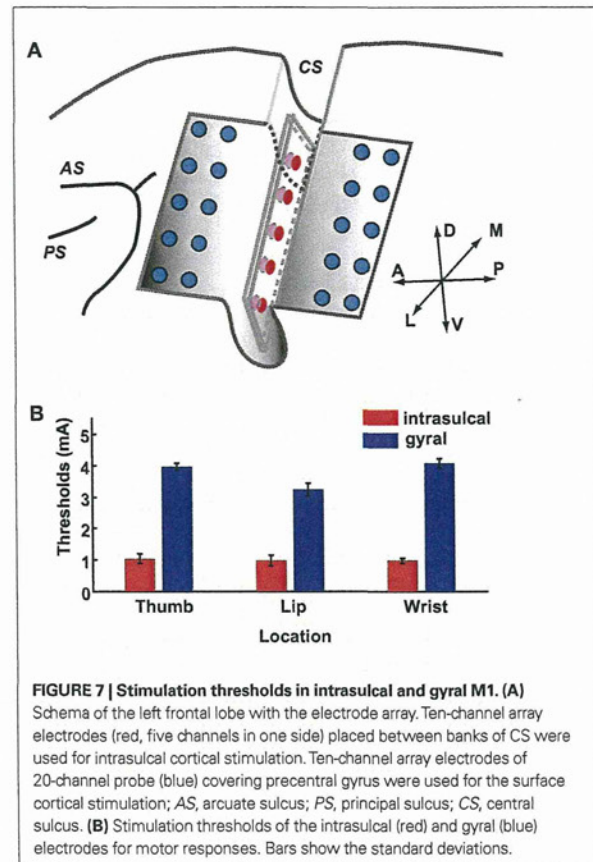 A
CS
AS
PS
D
M
A
P
L
V
B
intrasulcal
gyral
Thresholds (mA)
5
4
3
2
1
0
Thumb
Lip
Wrist
Location
FIGURE 7 | Stimulation thresholds in intrasulcal and gyral M1. (A)
Schema of the left frontal lobe with the electrode array. Ten-channel array
electrodes (red, five channels in one side) placed between banks of CS were
used for intrasulcal cortical stimulation. Ten-channel array electrodes of
20-channel probe (blue) covering precentral gyrus were used for the surface
cortical stimulation; AS, arcuate sulcus; PS, principal sulcus; CS, central
sulcus. (B) Stimulation thresholds of the intrasulcal (red) and gyral (blue)
electrodes for motor responses. Bars show the standard deviations.